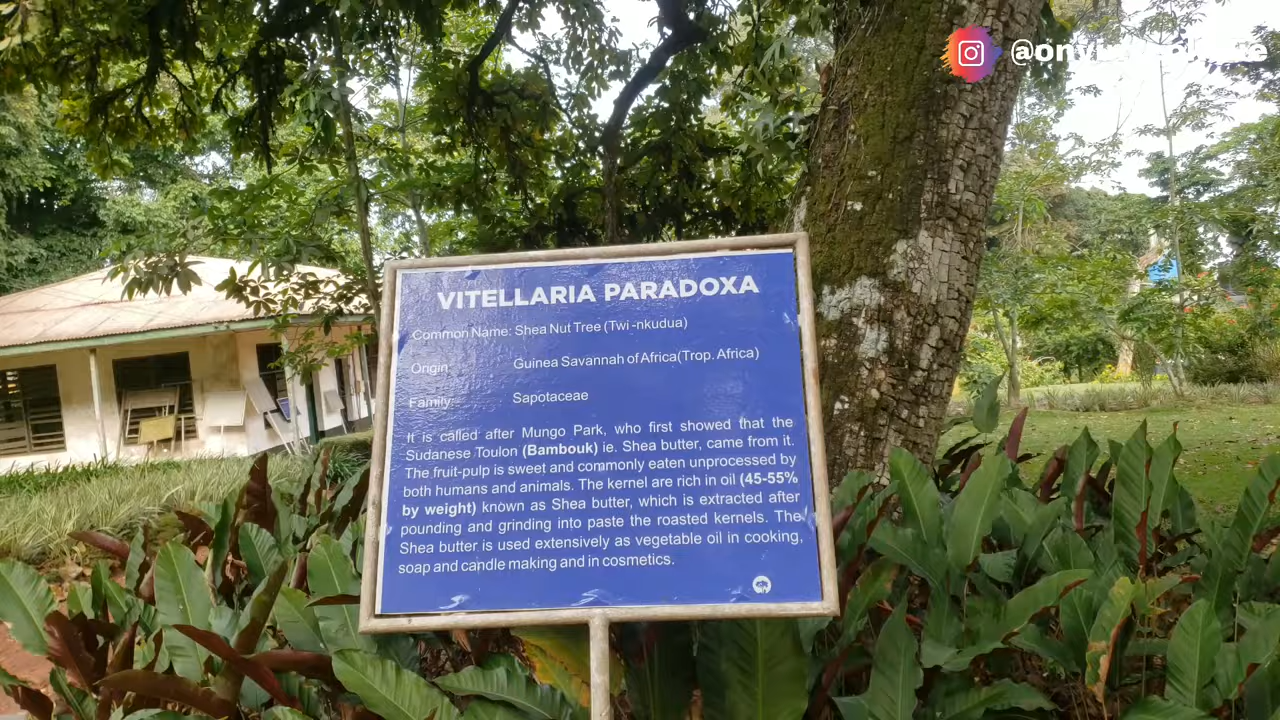 VITELLARIA PARADOXA
Common Name: Shea Nut Tree (Twi -nkudua)
Origin: Guinea Savannah of Africa(Trop. Africa)
Family: Sapotaceae
It is called after Mungo Park, who first showed that the
Sudanese Toulon (Bambouk) ie. Shea butter, came from it.
The fruit-pulp is sweet and commonly eaten unprocessed by
both humans and animals. The kernel are rich in oil (45-55%
by weight) known as Shea butter, which is extracted after
pounding and grinding into paste the roasted kernels. The
Shea butter is used extensively as vegetable oil in cooking,
soap and candle making and in cosmetics.